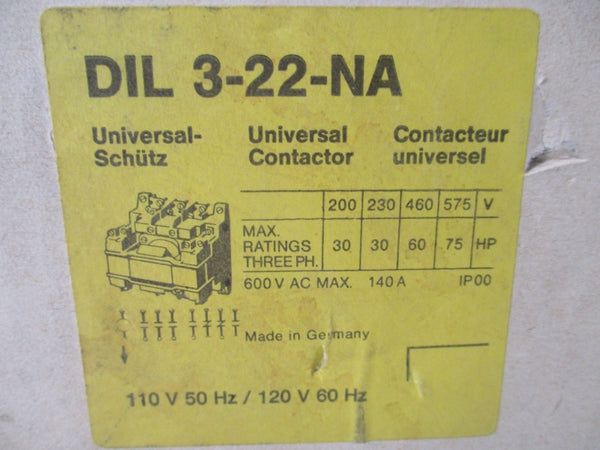 DIL 3-22-NA
Universal-
Schütz
Universal
Contactor
Contacteur
universel
200 230 460 575 V
MAX.
RATINGS
THREE PH.
30 30 60 75 HP
600 V AC MAX. 140 A IP00
Made in Germany
110 V 50 Hz / 120 V 60 Hz